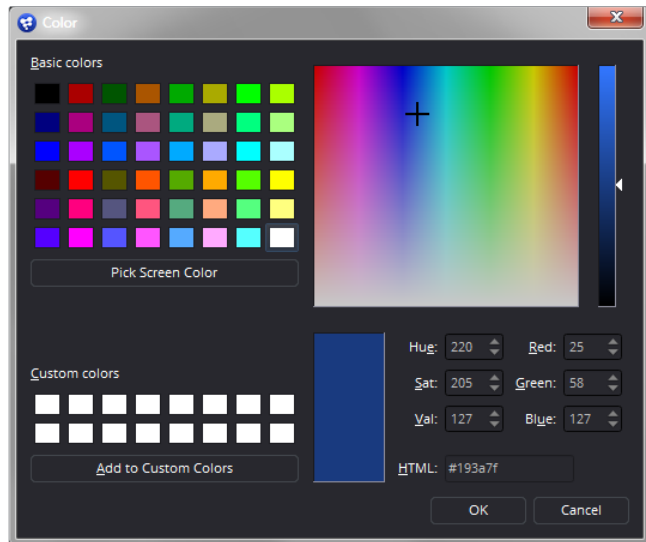 Color
Basic colors
Pick Screen Color
Custom colors
Add to Custom Colors
Hue: 220 Red: 25
Sat: 205 Green: 58
Val: 127 Blue: 127
HTML: #193a7f
OK Cancel